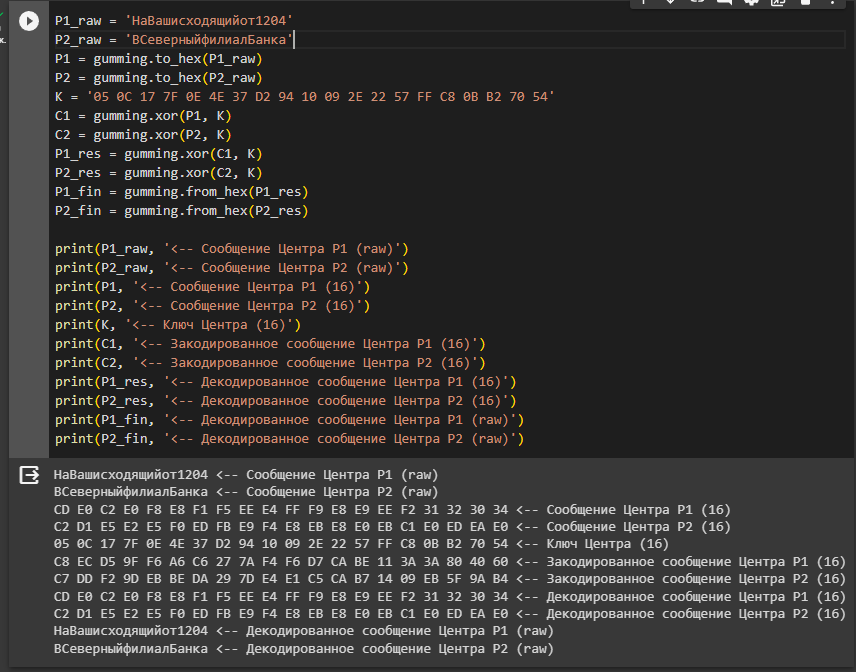 P1_raw = 'НаВашисходящийот1204'
P2_raw = 'ВСеверныйфилиалБанка'
P1 = gumming.to_hex(P1_raw)
P2 = gumming.to_hex(P2_raw)
K = '05 0C 17 7F 0E 4E 37 D2 94 10 09 2E 22 57 FF C8 0B B2 70 54'
C1 = gumming.xor(P1, K)
C2 = gumming.xor(P2, K)
P1_res = gumming.xor(C1, K)
P2_res = gumming.xor(C2, K)
P1_fin = gumming.from_hex(P1_res)
P2_fin = gumming.from_hex(P2_res)
print(P1_raw, '<-- Сообщение Центра P1 (raw)')
print(P2_raw, '<-- Сообщение Центра P2 (raw)')
print(P1, '<-- Сообщение Центра P1 (16)')
print(P2, '<-- Сообщение Центра P2 (16)')
print(K, '<-- Ключ Центра (16)')
print(C1, '<-- Закодированное сообщение Центра P1 (16)')
print(C2, '<-- Закодированное сообщение Центра P2 (16)')
print(P1_res, '<-- Декодированное сообщение Центра P1 (16)')
print(P2_res, '<-- Декодированное сообщение Центра P2 (16)')
print(P1_fin, '<-- Декодированное сообщение Центра P1 (raw)')
print(P2_fin, '<-- Декодированное сообщение Центра P2 (raw)')
НаВашисходящийот1204 <-- Сообщение Центра P1 (raw)
ВСеверныйфилиалБанка <-- Сообщение Центра P2 (raw)
CD E0 C2 E0 F8 E8 F1 F5 EE E4 FF F9 E8 E9 EE F2 31 32 30 34 <-- Сообщение Центра P1 (16)
C2 D1 E5 E2 E5 F0 ED FB E9 F4 E8 EB E8 E0 EB C1 E0 ED EA E0 <-- Сообщение Центра P2 (16)
05 0C 17 7F 0E 4E 37 D2 94 10 09 2E 22 57 FF C8 0B B2 70 54 <-- Ключ Центра (16)
C8 EC D5 9F F6 A6 C6 27 7A F4 F6 D7 CA BE 11 3A 3A 80 40 60 <-- Закодированное сообщение Центра P1 (16)
C7 DD F2 9D EB BE DA 29 7D E4 E1 C5 CA B7 14 09 EB 5F 9A B4 <-- Закодированное сообщение Центра P2 (16)
CD E0 C2 E0 F8 E8 F1 F5 EE E4 FF F9 E8 E9 EE F2 31 32 30 34 <-- Декодированное сообщение Центра P1 (16)
C2 D1 E5 E2 E5 F0 ED FB E9 F4 E8 EB E8 E0 EB C1 E0 ED EA E0 <-- Декодированное сообщение Центра P2 (16)
НаВашисходящийот1204 <-- Декодированное сообщение Центра P1 (raw)
ВСеверныйфилиалБанка <-- Декодированное сообщение Центра P2 (raw)